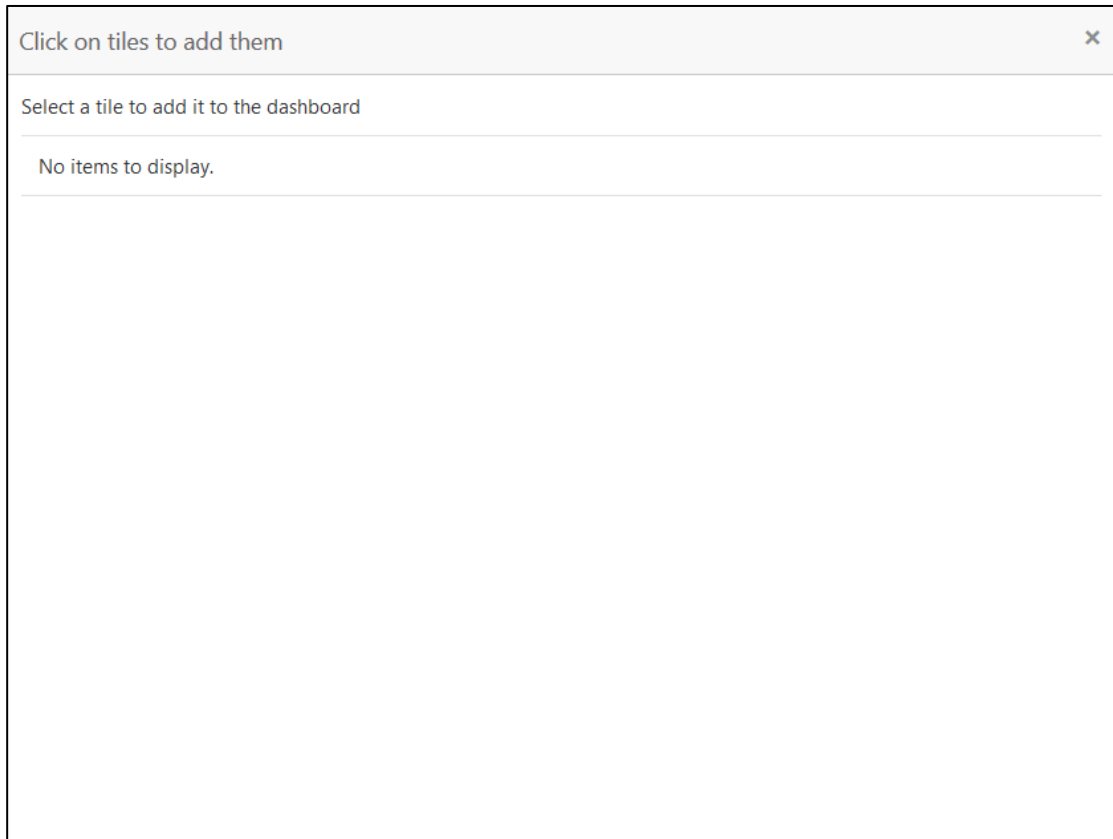 Click on tiles to add them
Select a tile to add it to the dashboard
No items to display.